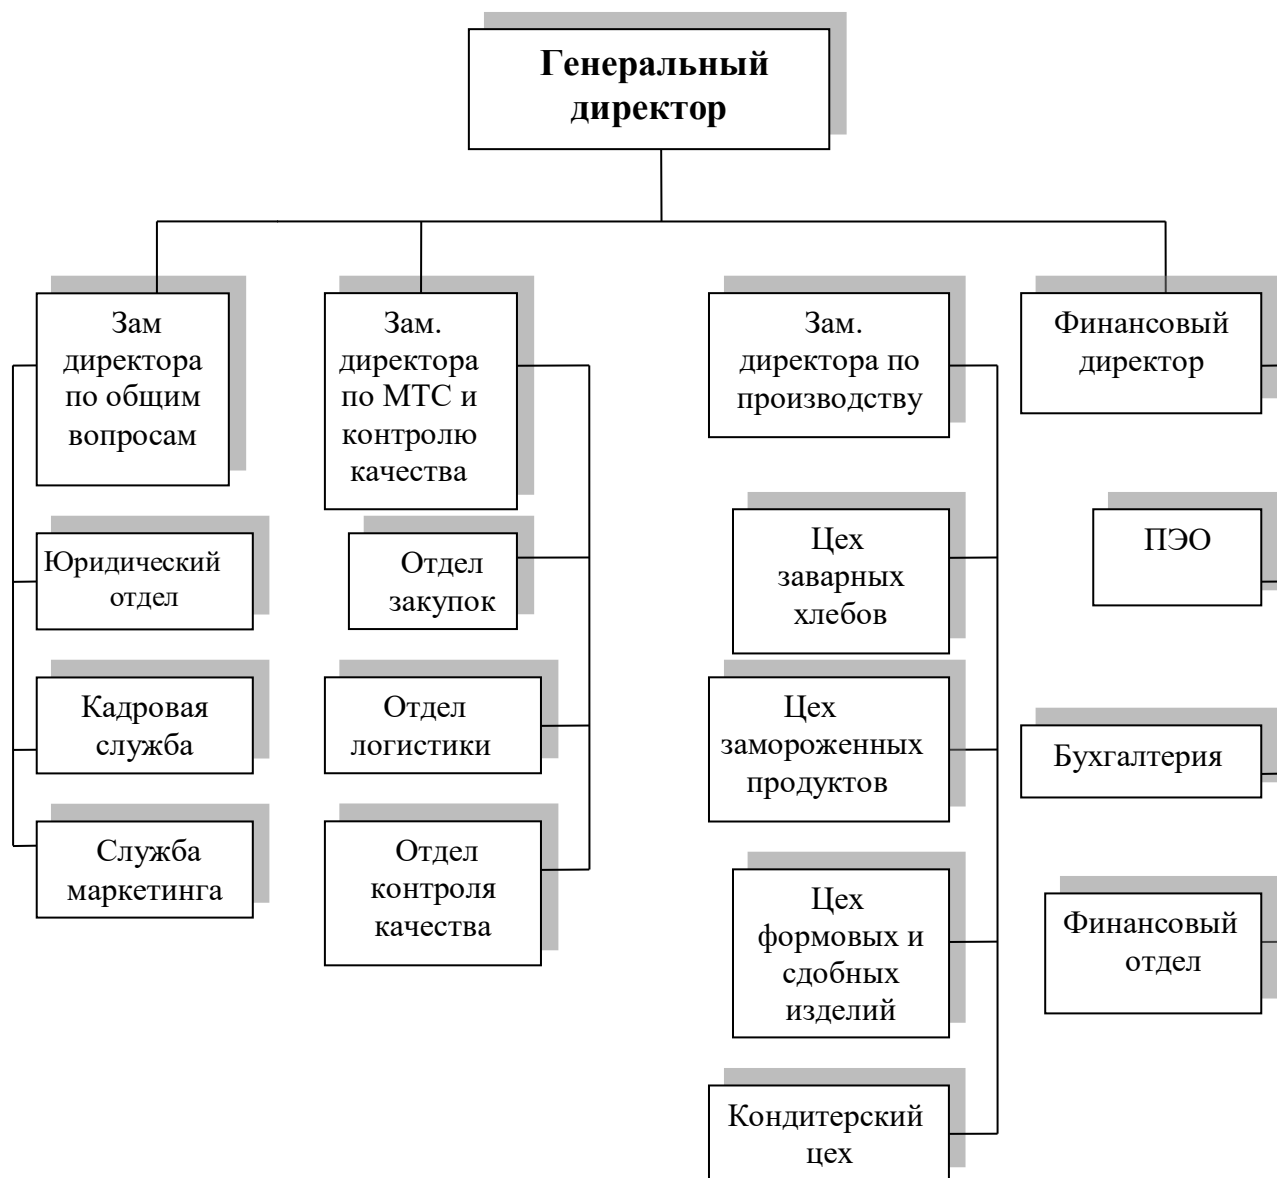 Генеральный
директор
Зам
директора
по общим
вопросам
Зам.
директора
по МТС и
контролю
качества
Зам.
директора по
производству
Финансовый
директор
Юридический
отдел
Отдел
закупок
Цех
заварных
хлебов
ПЭО
Кадровая
служба
Отдел
логистики
Цех
замороженных
продуктов
Бухгалтерия
Служба
маркетинга
Отдел
контроля
качества
Цех
формовых и
сдобных
изделий
Финансовый
отдел
Кондитерский
цех